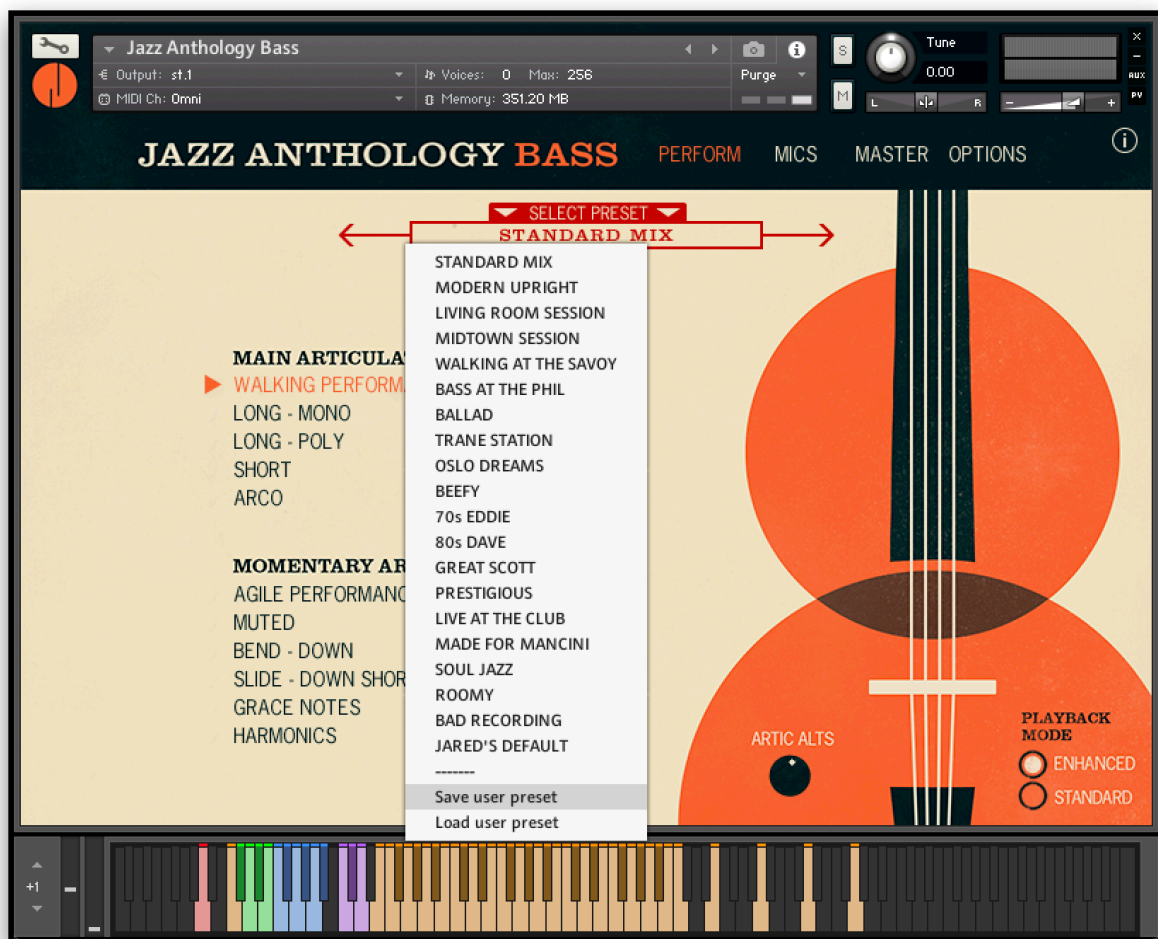 Jazz Anthology Bass
Output: st.1
Voices: 0 Max: 256
Purge
MIDI Ch: Omni
Memory: 351.20 MB
S
M
Tune
0.00
L R
- +
x
-
AUX
PV
JAZZ ANTHOLOGY BASS
PERFORM MICS MASTER OPTIONS
i
SELECT PRESET
STANDARD MIX
STANDARD MIX
MODERN UPRIGHT
LIVING ROOM SESSION
MIDTOWN SESSION
WALKING AT THE SAVOY
BASS AT THE PHIL
BALLAD
TRANE STATION
OSLO DREAMS
BEEFY
70s EDDIE
80s DAVE
GREAT SCOTT
PRESTIGIOUS
LIVE AT THE CLUB
MADE FOR MANCINI
SOUL JAZZ
ROOMY
BAD RECORDING
JARED'S DEFAULT
-------
Save user preset
Load user preset
MAIN ARTICULA
WALKING PERFORM
LONG - MONO
LONG - POLY
SHORT
ARCO
MOMENTARY AR
AGILE PERFORMANC
MUTED
BEND - DOWN
SLIDE - DOWN SHOR
GRACE NOTES
HARMONICS
ARTIC ALTS
PLAYBACK
MODE
ENHANCED
STANDARD
+1